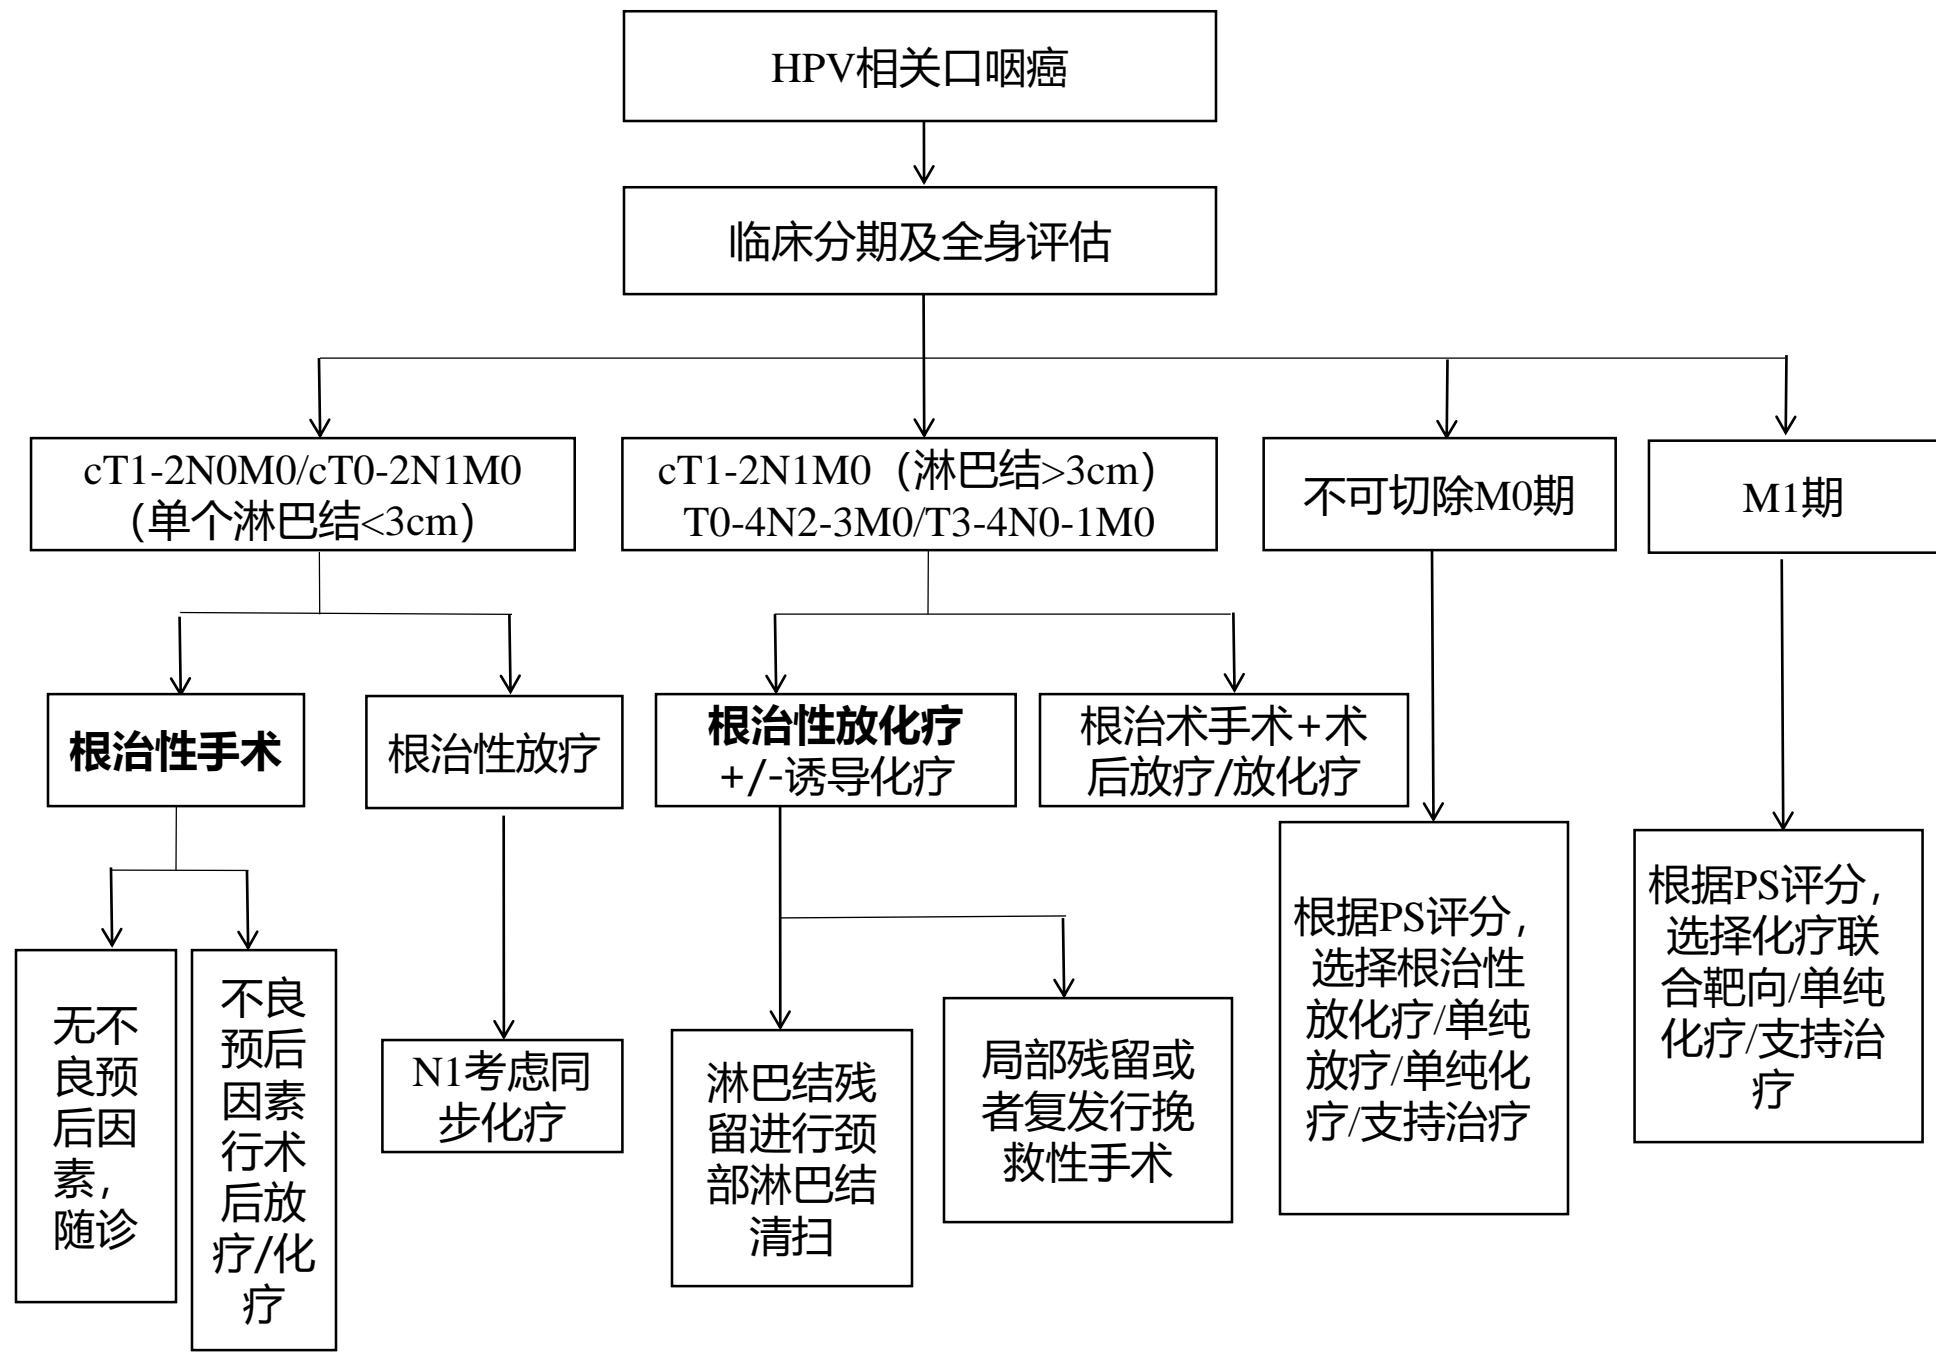 HPV相关口咽癌
临床分期及全身评估
cT1-2N0M0/cT0-2N1M0
（单个淋巴结<3cm）
cT1-2N1M0（淋巴结>3cm）
T0-4N2-3M0/T3-4N0-1M0
不可切除M0期
M1期
根治性手术
根治性放疗
根治性放化疗
+/-诱导化疗
根治术手术+术
后放疗/放化疗
无不
良预
后因
素，
随诊
不良
预后
因素
行术
后放
疗/化
疗
N1考虑同
步化疗
淋巴结残
留进行颈
部淋巴结
清扫
局部残留或
者复发行挽
救性手术
根据PS评分，
选择根治性
放化疗/单纯
放疗/单纯化
疗/支持治疗
根据PS评分，
选择化疗联
合靶向/单纯
化疗/支持治
疗